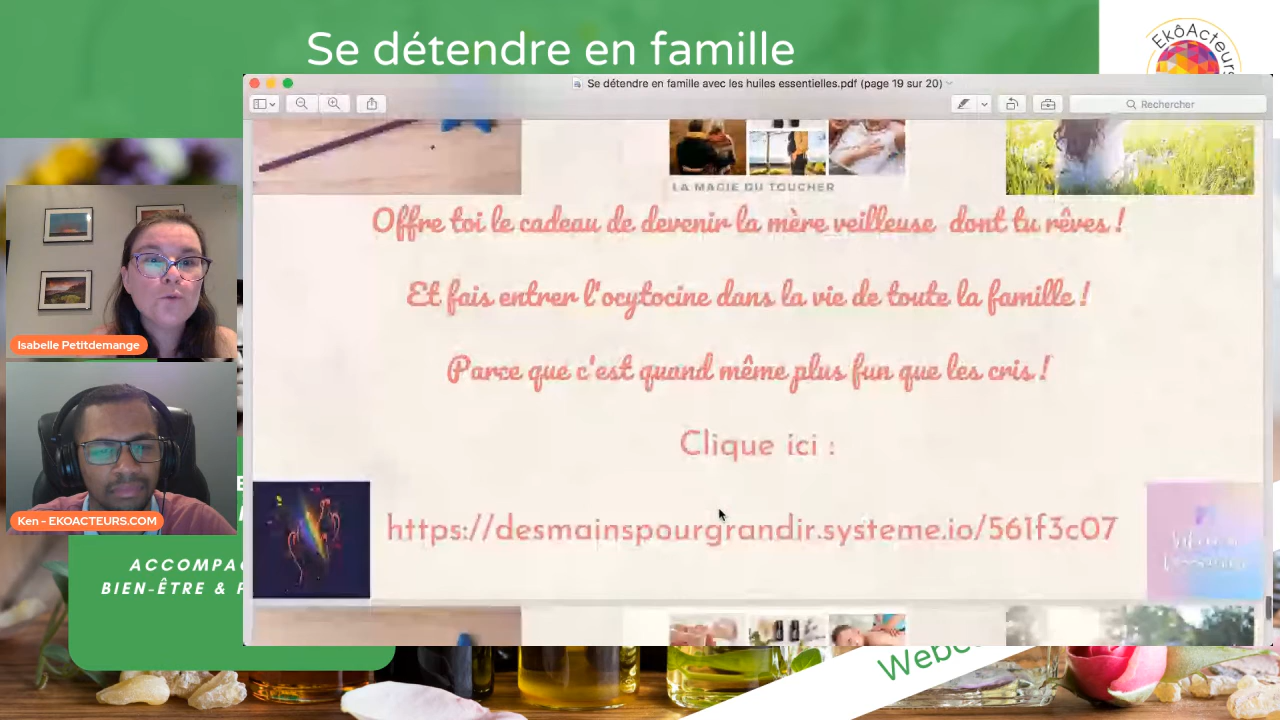 Se détendre en famille
EkôActeurs
Se détendre en famille avec les huiles essentielles.pdf (page 19 sur 20)
Rechercher
LA MAGIE DU TOUCHER
Offre toi le cadeau de devenir la mère veilleuse dont tu rêves !
Et fais entrer l'ocytocine dans la vie de toute la famille !
Parce que c'est quand même plus fun que les cris !
Clique ici :
https://desmainspourgrandir.systeme.io/561f3c07
Isabelle Petitdemange
Ken - EKOACTEURS.COM
ACCOMPAG
BIEN-ÊTRE & P